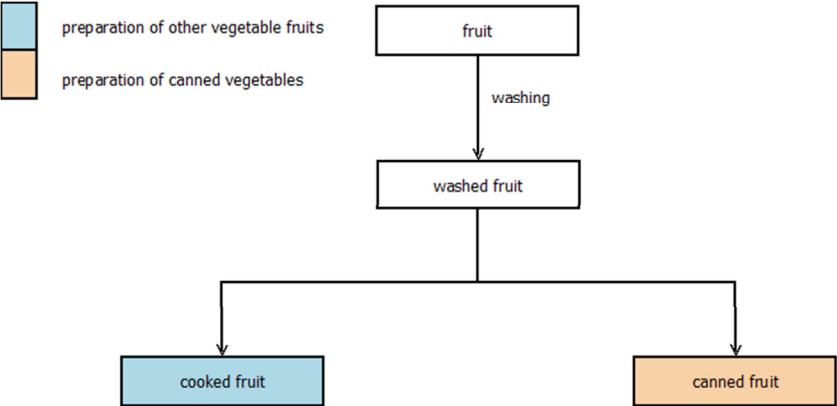 preparation of other vegetable fruits
preparation of canned vegetables
fruit
washing
washed fruit
cooked fruit
canned fruit